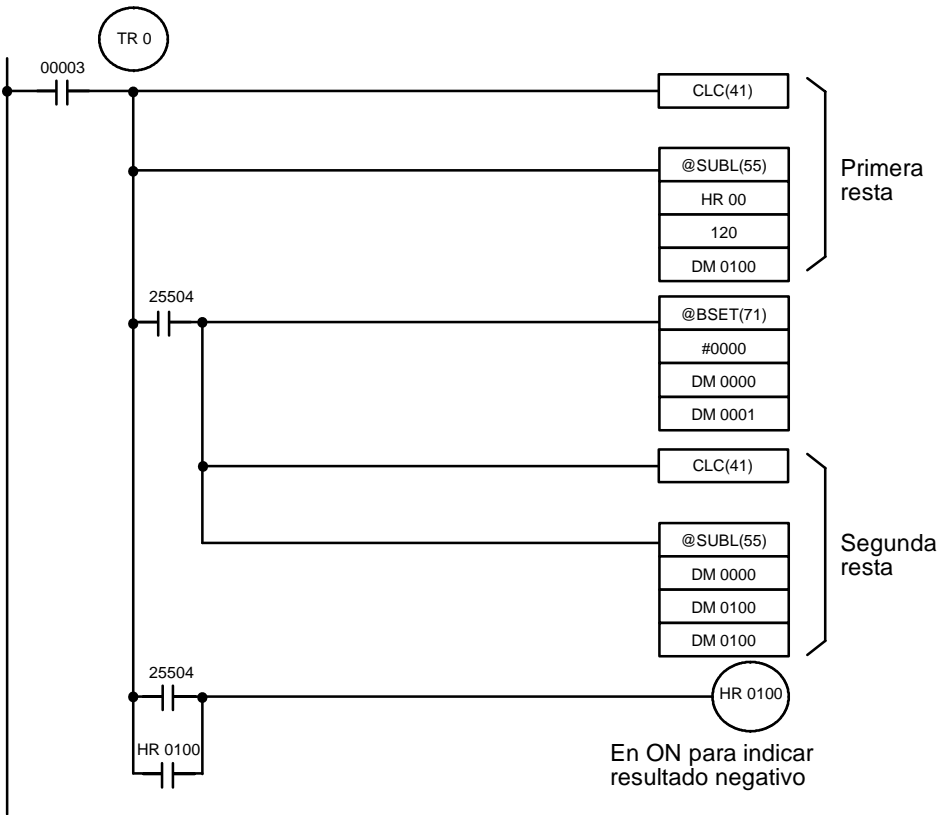 TR 0
00003
CLC(41)
@SUBL(55)
HR 00
120
DM 0100
Primera
resta
25504
@BSET(71)
#0000
DM 0000
DM 0001
CLC(41)
@SUBL(55)
DM 0000
DM 0100
DM 0100
Segunda
resta
25504
HR 0100
HR 0100
En ON para indicar
resultado negativo